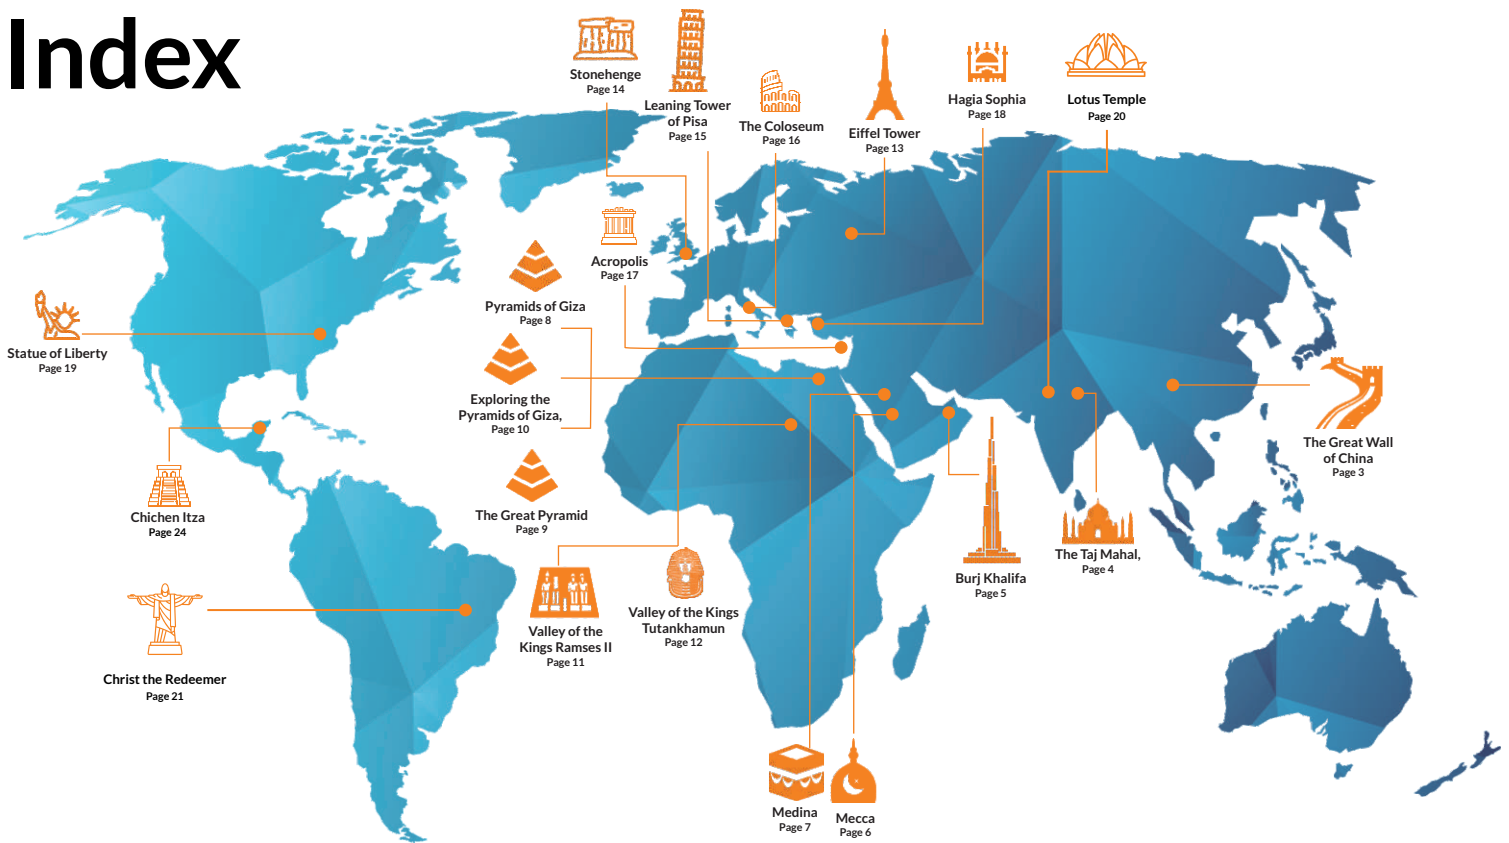 Index
Stonehenge
Page 14
Leaning Tower
of Pisa
Page 15
The Coloseum
Page 16
Eiffel Tower
Page 13
Hagia Sophia
Page 18
Lotus Temple
Page 20
Acropolis
Page 17
Pyramids of Giza
Page 8
Statue of Liberty
Page 19
Exploring the
Pyramids of Giza,
Page 10
The Great Wall
of China
Page 3
Chichen Itza
Page 24
The Great Pyramid
Page 9
The Taj Mahal,
Page 4
Burj Khalifa
Page 5
Valley of the Kings
Tutankhamun
Page 12
Valley of the
Kings Ramses II
Page 11
Christ the Redeemer
Page 21
Medina
Page 7
Mecca
Page 6